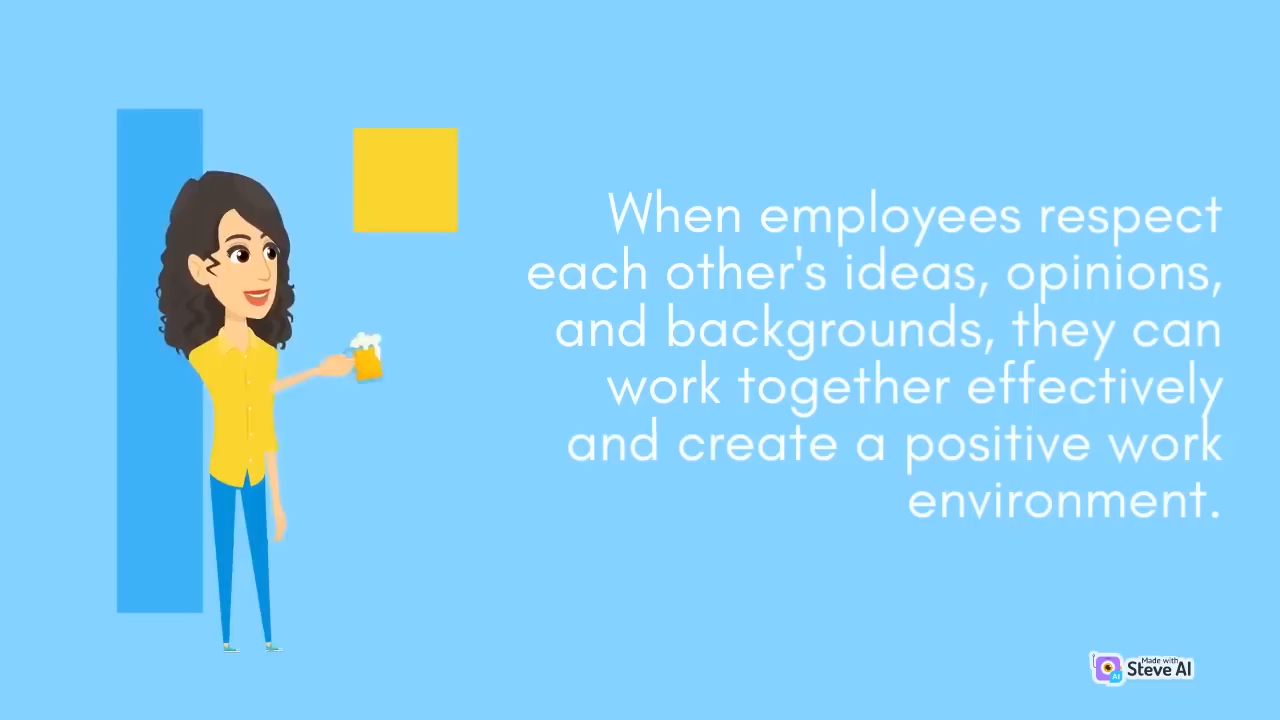 When employees respect
each other's ideas, opinions,
and backgrounds, they can
work together effectively
and create a positive work
environment.
Made with
Steve AI
AI